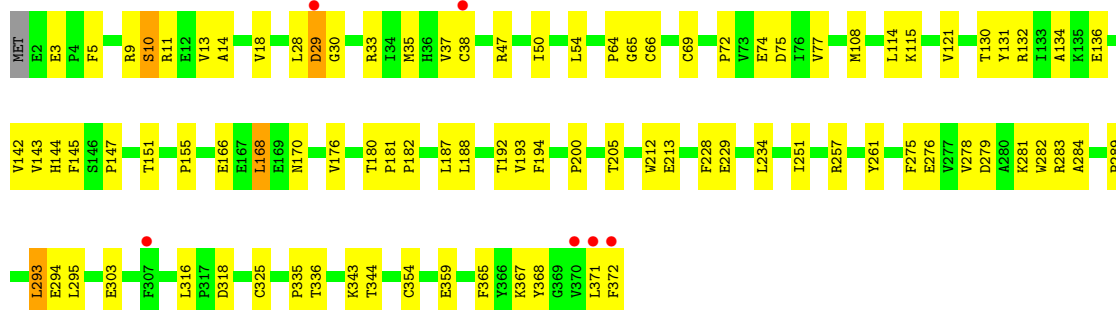 MET E2 E3 P4 F5 R9 S10 R11 E12 V13 A14 V18 L28 D29 G30 R33 I34 M35 H36 V37 C38 R47 I50 L54 P64 G65 C66 C69 P72 V73 E74 D75 I76 V77 M108 L114 K115 V121 T130 Y131 R132 I133 A134 K135 E136
V142 V143 H144 F145 S146 P147 T151 P155 E166 E167 L168 E169 N170 V176 T180 P181 P182 L187 L188 T192 V193 F194 P200 T205 W212 E213 F228 E229 L234 I251 R257 Y261 F275 E276 V277 V278 D279 A280 K281 W282 R283 A284
L293 E294 L295 E303 F307 L316 P317 D318 C325 P335 T336 K343 T344 C354 E359 F365 Y366 K367 Y368 G369 V370 L371 F372